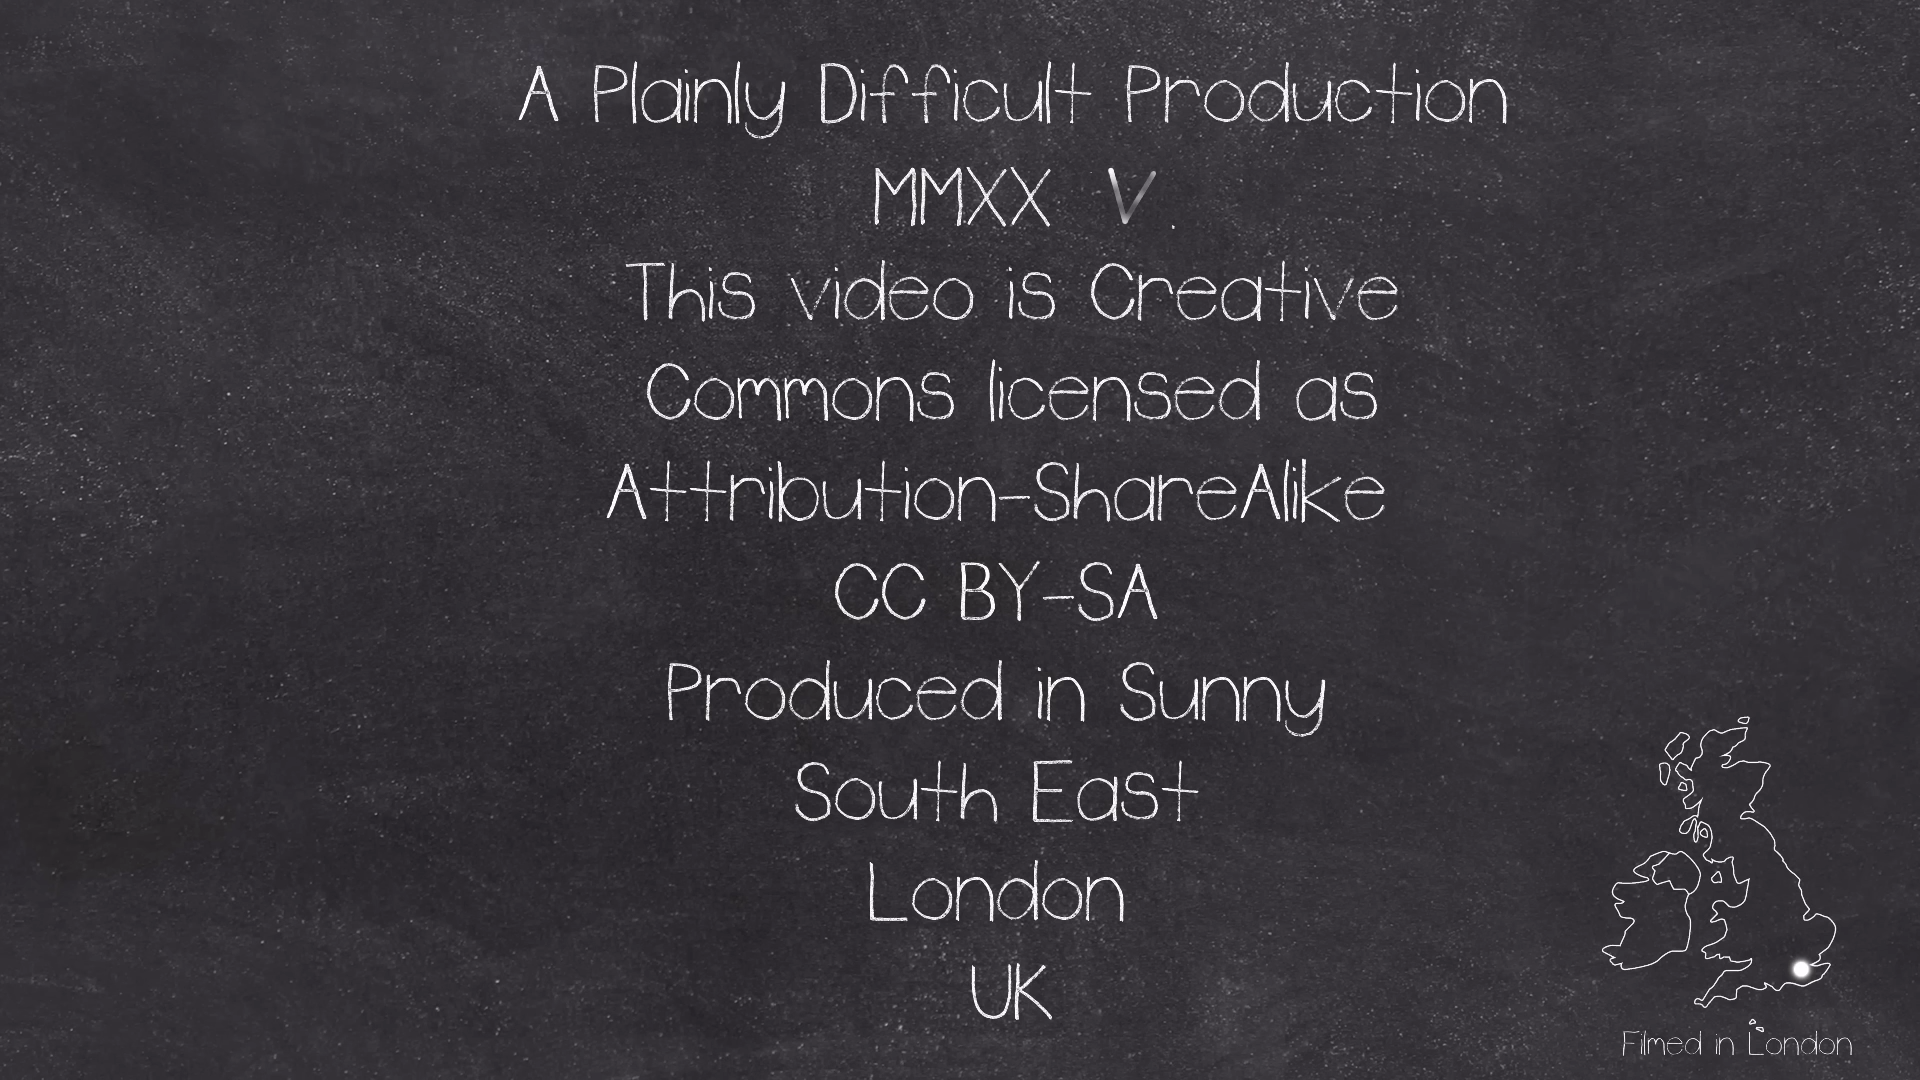 A Plainly Difficult Production
MMXX V.
This video is Creative
Commons licensed as
Attribution-ShareAlike
CC BY-SA
Produced in Sunny
South East
London
UK
Filmed in London